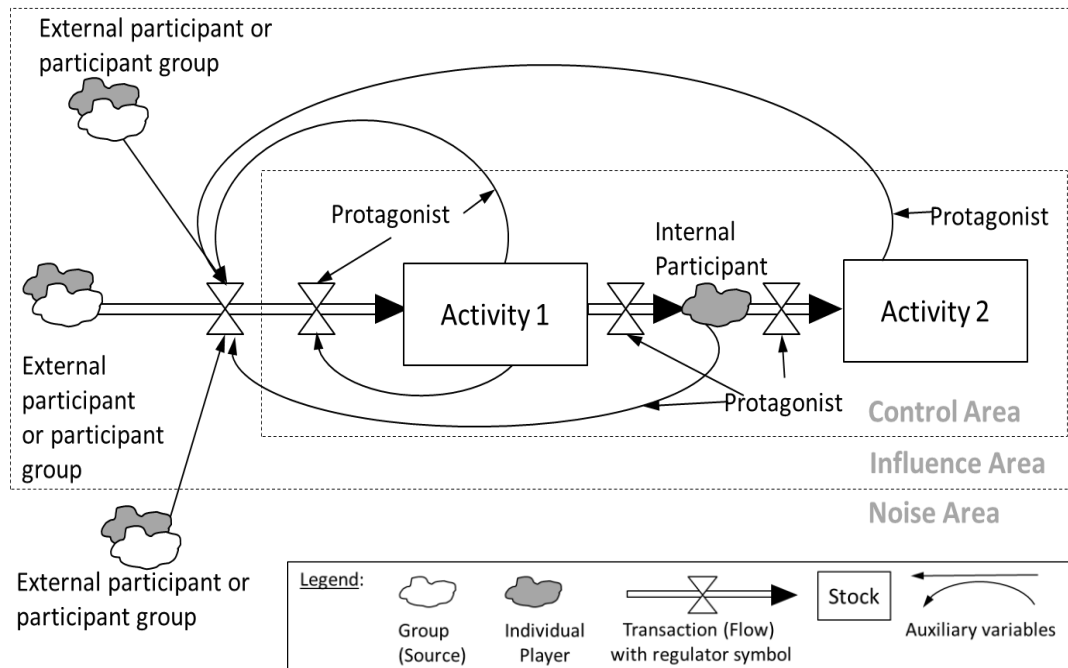 External participant or
participant group
Protagonist
Internal
Participant
Protagonist
Activity 1
Activity 2
External
participant
or participant
group
Protagonist
Control Area
Influence Area
Noise Area
External participant or
participant group
Legend:
Group
(Source)
Individual
Player
Transaction (Flow)
with regulator symbol
Stock
Auxiliary variables